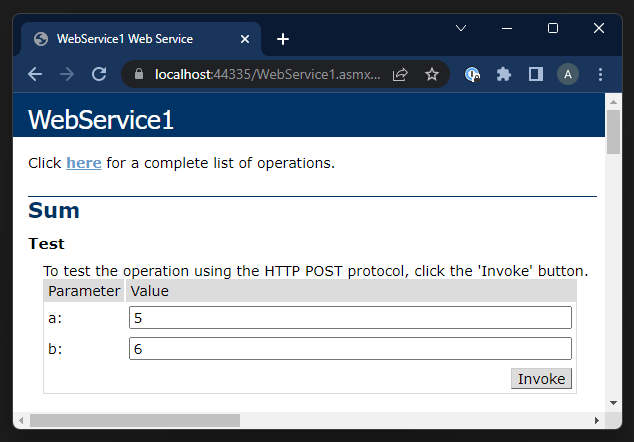 WebService1 Web Service
localhost:44335/WebService1.asmx...
A
WebService1
Click here for a complete list of operations.
Sum
Test
To test the operation using the HTTP POST protocol, click the 'Invoke' button.
Parameter Value
a: 5
b: 6
Invoke